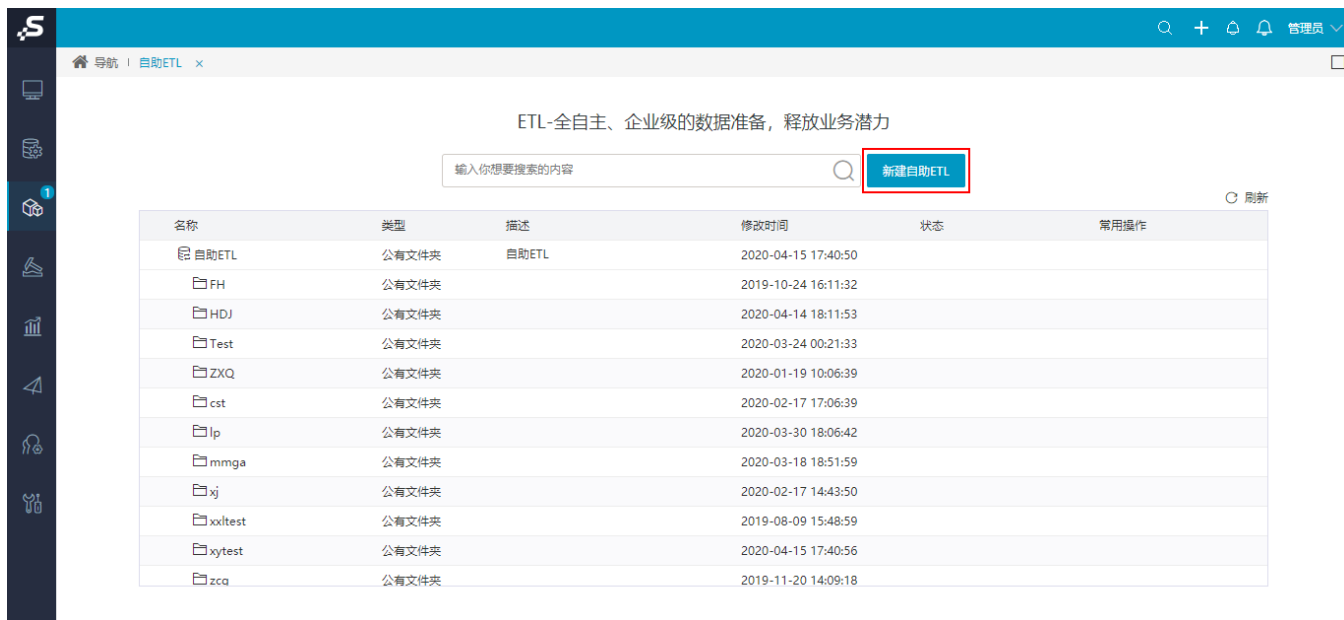 S
管理员
导航 自助ETL ×
ETL-全自主、企业级的数据准备，释放业务潜力
输入你想要搜索的内容 新建自助ETL
1
刷新
名称 类型 描述 修改时间 状态 常用操作
自助ETL 公有文件夹 自助ETL 2020-04-15 17:40:50
FH 公有文件夹 2019-10-24 16:11:32
HDJ 公有文件夹 2020-04-14 18:11:53
Test 公有文件夹 2020-03-24 00:21:33
ZXQ 公有文件夹 2020-01-19 10:06:39
cst 公有文件夹 2020-02-17 17:06:39
lp 公有文件夹 2020-03-30 18:06:42
mmga 公有文件夹 2020-03-18 18:51:59
xj 公有文件夹 2020-02-17 14:43:50
xxltest 公有文件夹 2019-08-09 15:48:59
xytest 公有文件夹 2020-04-15 17:40:56
zcq 公有文件夹 2019-11-20 14:09:18